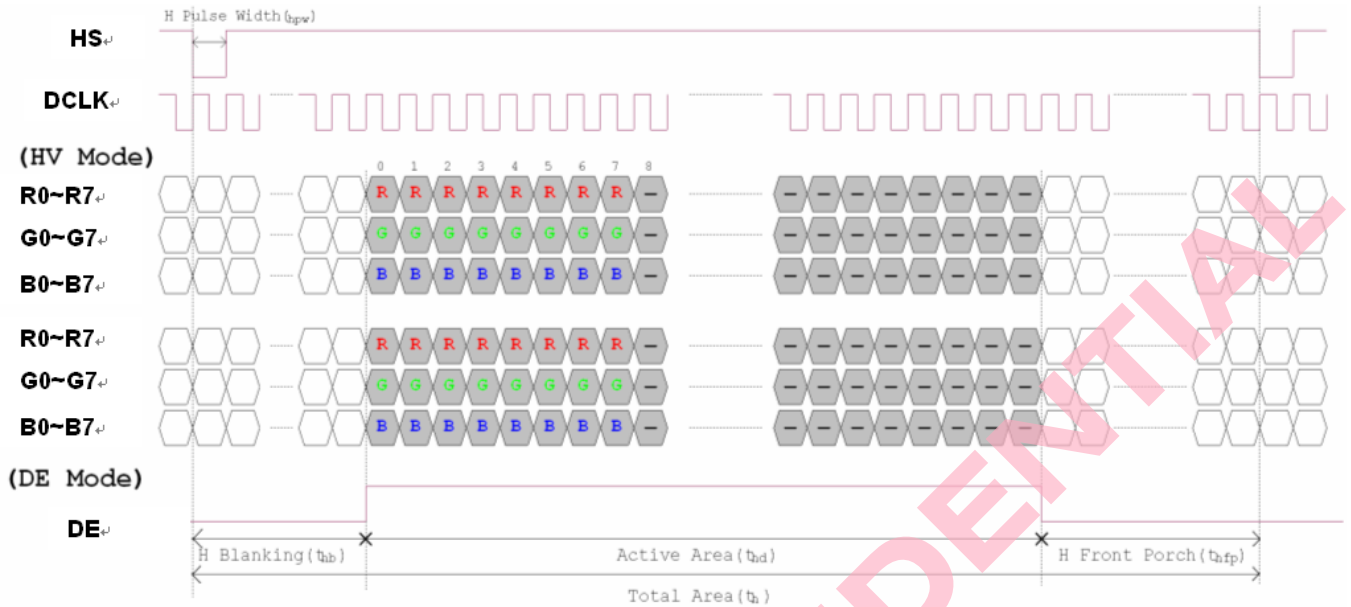 H Pulse Width(thpw)
HS
DCLK
(HV Mode)
0 1 2 3 4 5 6 7 8
R0~R7 R R R R R R R R — — — — — — — — —
G0~G7 G G G G G G G G — — — — — — — — —
B0~B7 B B B B B B B B — — — — — — — — —
R0~R7 R R R R R R R R — — — — — — — — —
G0~G7 G G G G G G G G — — — — — — — — —
B0~B7 B B B B B B B B — — — — — — — — —
(DE Mode)
DE
H Blanking(thb) Active Area(thd) H Front Porch(thfp)
Total Area(th)
DENTIAL